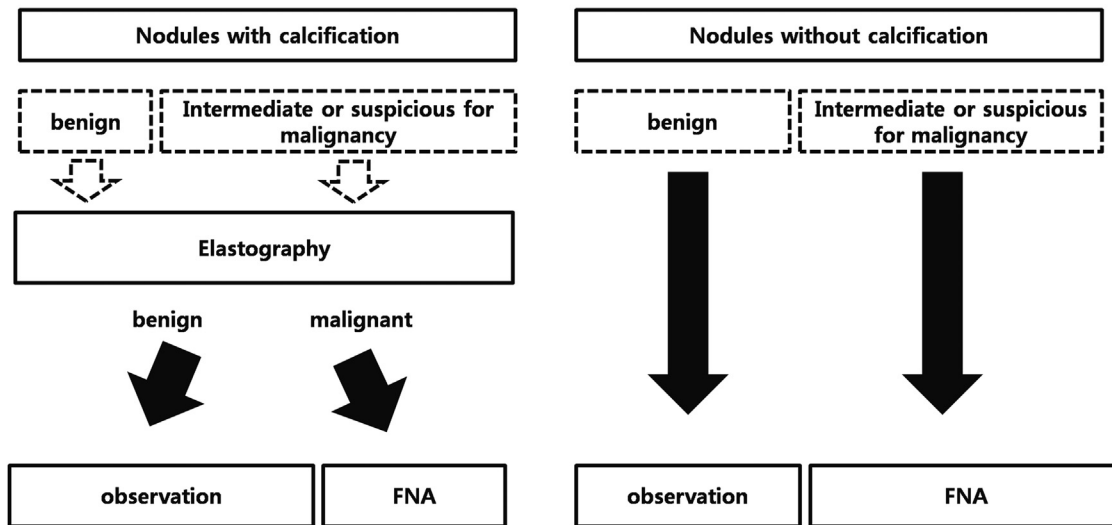 Nodules with calcification
benign
Intermediate or suspicious for
malignancy
Elastography
benign
malignant
observation
FNA
Nodules without calcification
benign
Intermediate or suspicious
for malignancy
observation
FNA